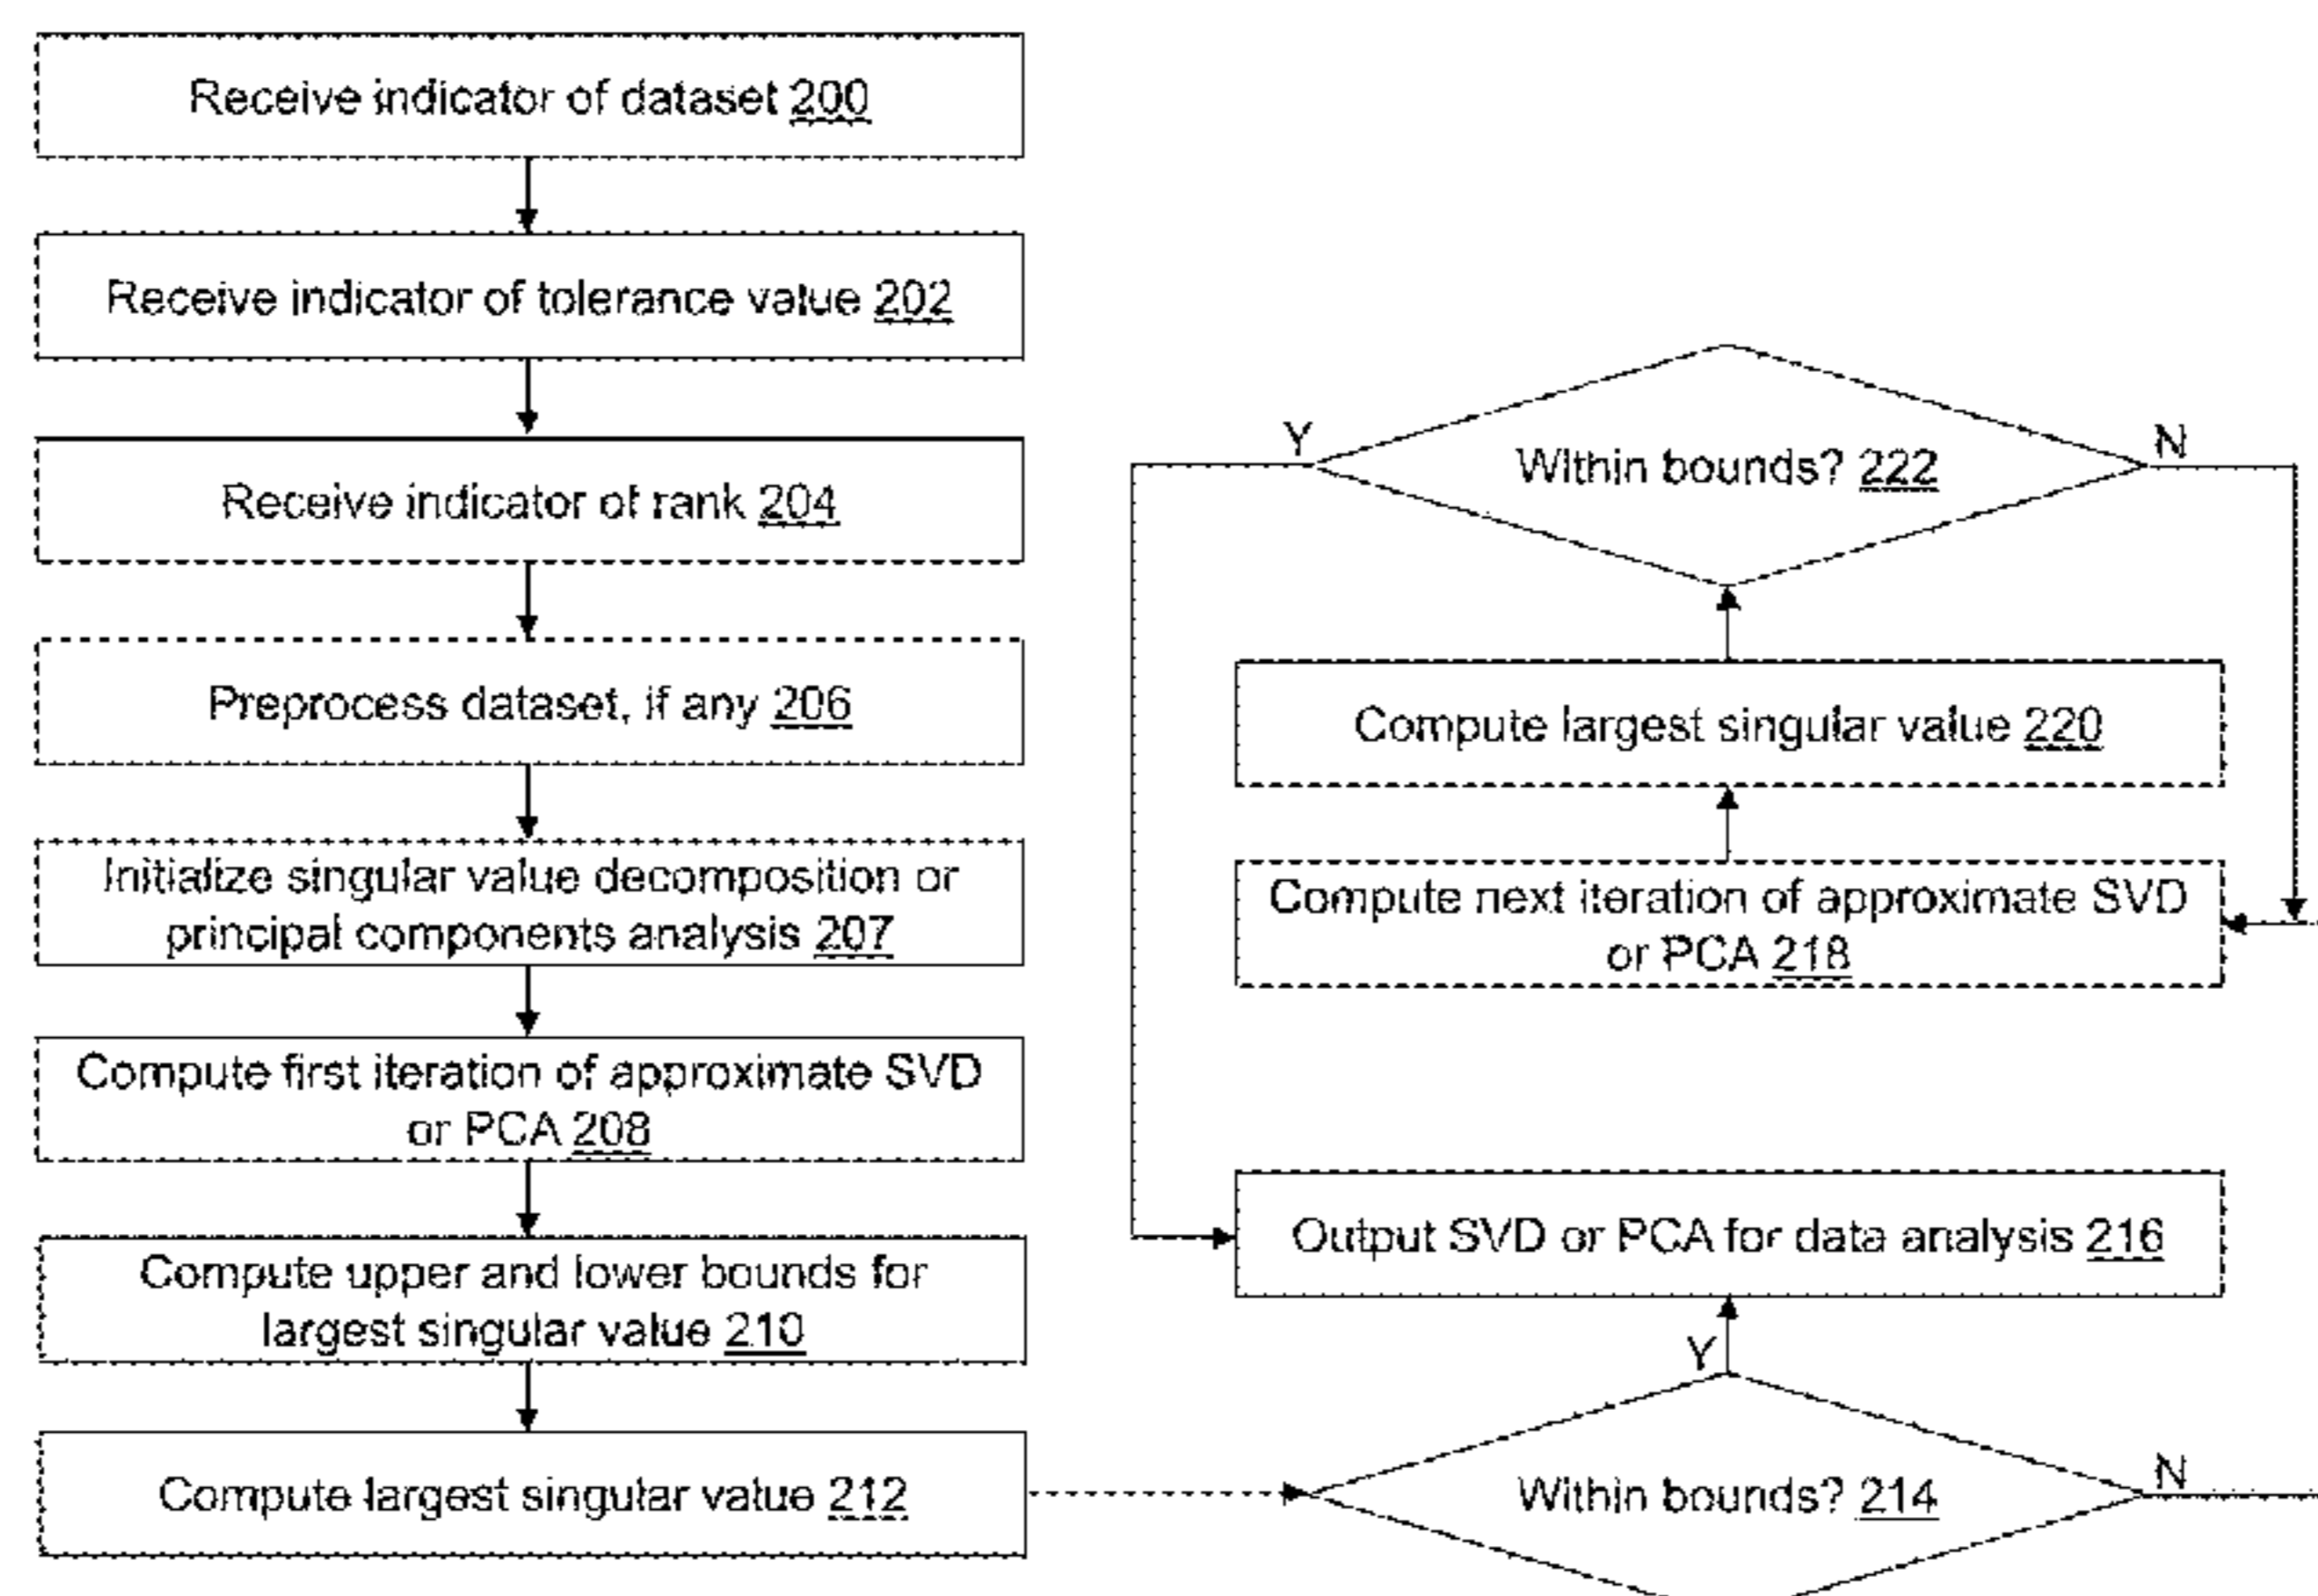 Receive indicator of dataset 200
Receive indicator of tolerance value 202
Receive indicator of rank 204
Preprocess dataset, if any 206
Initialize singular value decomposition or
principal components analysis 207
Compute first iteration of approximate SVD
or PCA 208
Compute upper and lower bounds for
largest singular value 210
Compute largest singular value 212
Y
Within bounds? 222
N
Compute largest singular value 220
Compute next iteration of approximate SVD
or PCA 218
Output SVD or PCA for data analysis 216
Y
Within bounds? 214
N